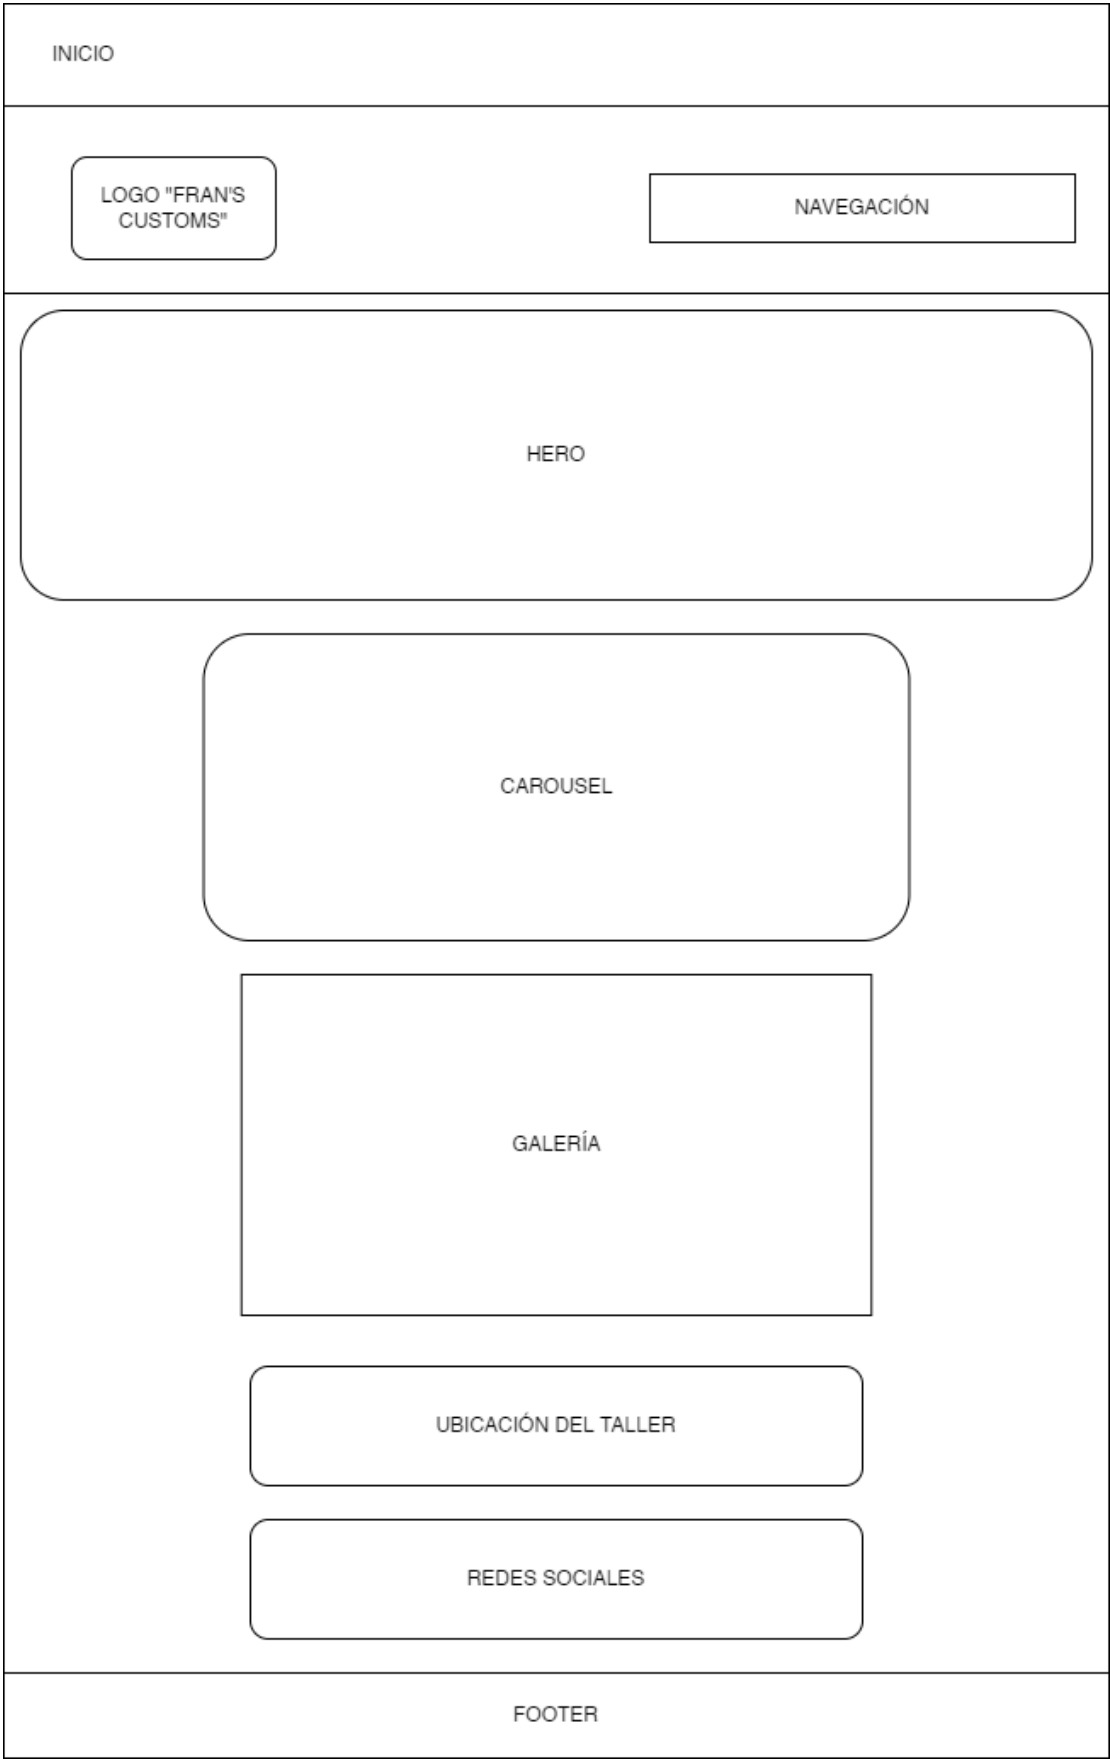 INICIO
LOGO "FRAN'S
CUSTOMS"
NAVEGACIÓN
HERO
CAROUSEL
GALERÍA
UBICACIÓN DEL TALLER
REDES SOCIALES
FOOTER